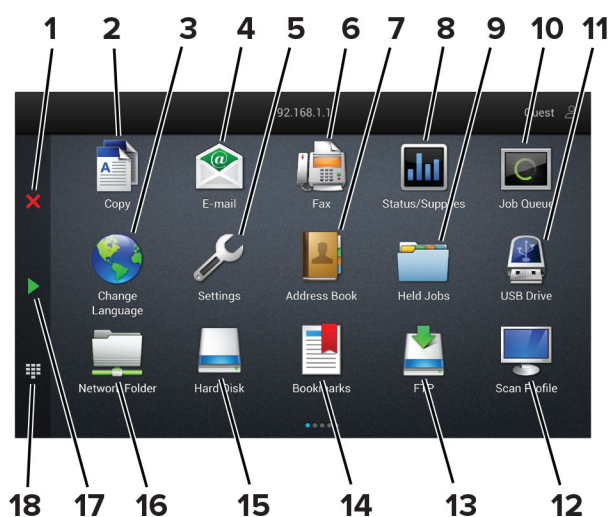 1 2 3 4 5 6 7 8 9 10 11
92.168.1.1
Guest
Copy E-mail Fax Status/Supplies Job Queue
Change Settings Address Book Held Jobs USB Drive
Language
Network Folder Hard Disk Bookmarks FTP Scan Profile
18 17 16 15 14 13 12